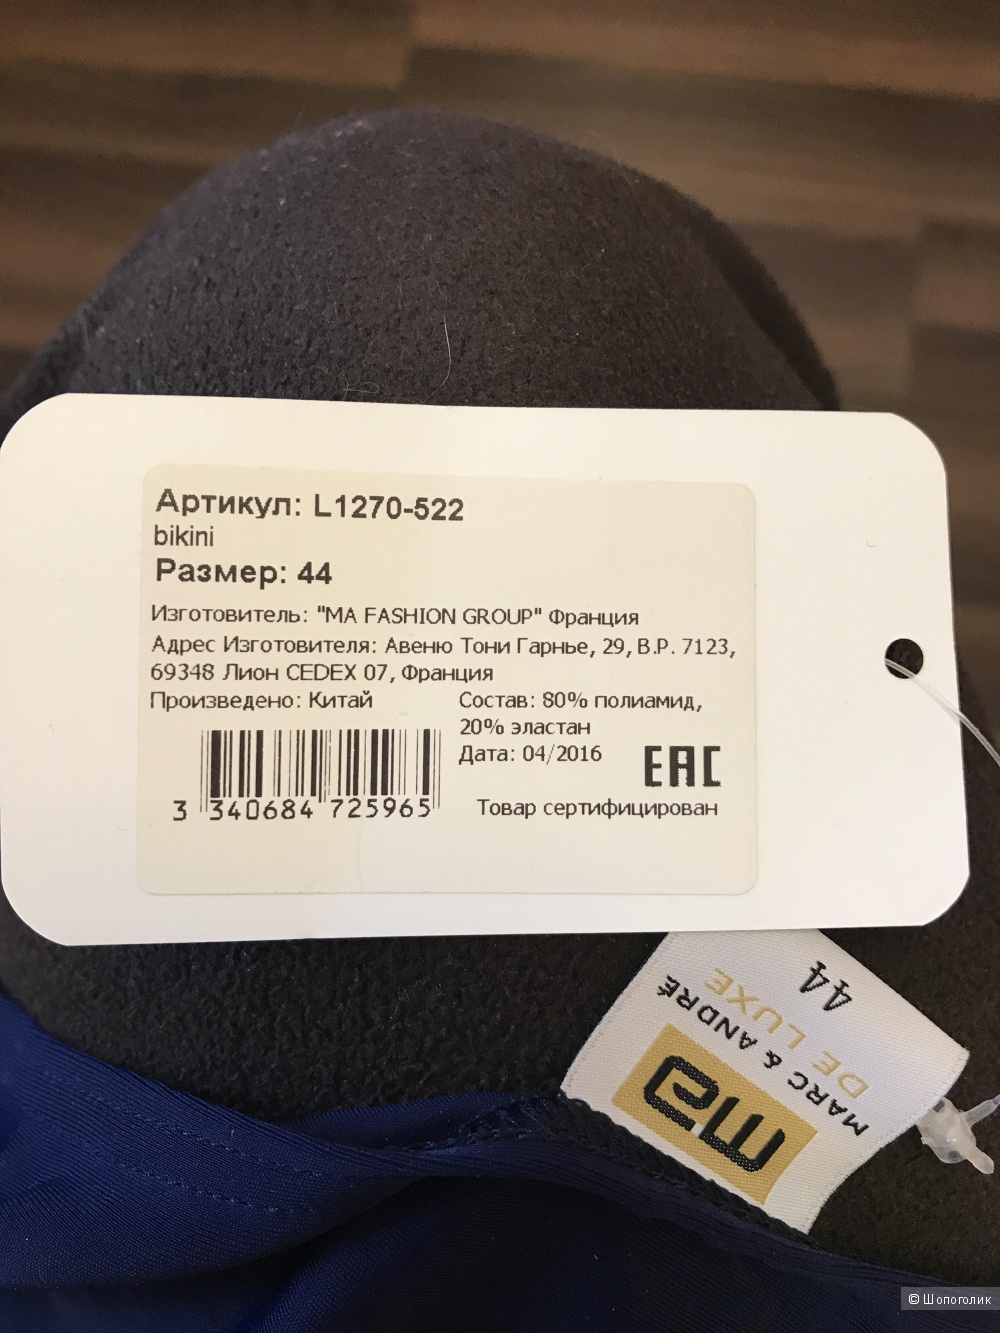 Артикул: L1270-522
bikini
Размер: 44
Изготовитель: "MA FASHION GROUP" Франция
Адрес Изготовителя: Авеню Тони Гарнье, 29, B.P. 7123,
69348 Лион CEDEX 07, Франция
Произведено: Китай
Состав: 80% полиамид,
20% эластан
Дата: 04/2016
EAC
3 340684 725965
Товар сертифицирован
44
DE LUXE
MARC & ANDRÉ
ma
© Шопоголик